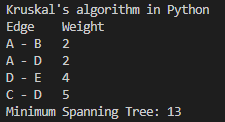 Kruskal's algorithm in Python
Edge    Weight
A - B   2
A - D   2
D - E   4
C - D   5
Minimum Spanning Tree: 13